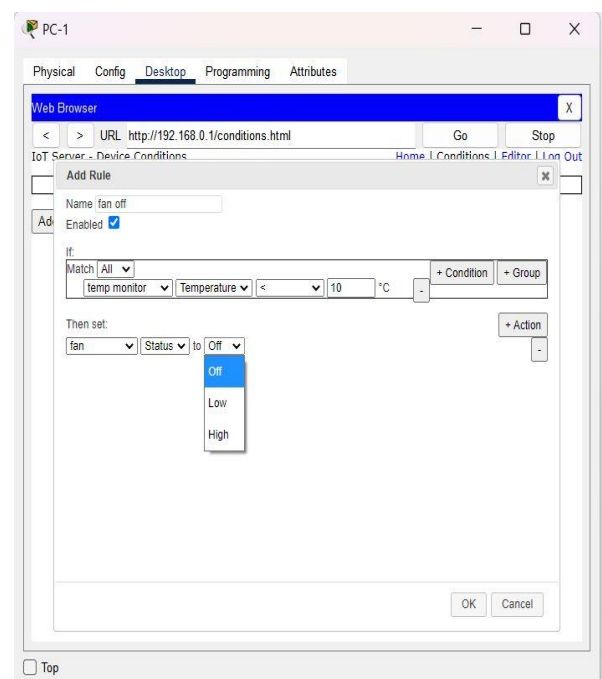 PC-1
Physical Config Desktop Programming Attributes
Web Browser X
< > URL http://192.168.0.1/conditions.html Go Stop
IoT Server - Device Conditions Home | Conditions | Editor | Log Out
Add Rule
Name fan off
Ad
Enabled
If:
Match All + Condition + Group
temp monitor Temperature < 10 °C -
Then set: + Action
fan Status to Off -
Off
Low
High
OK Cancel
Top